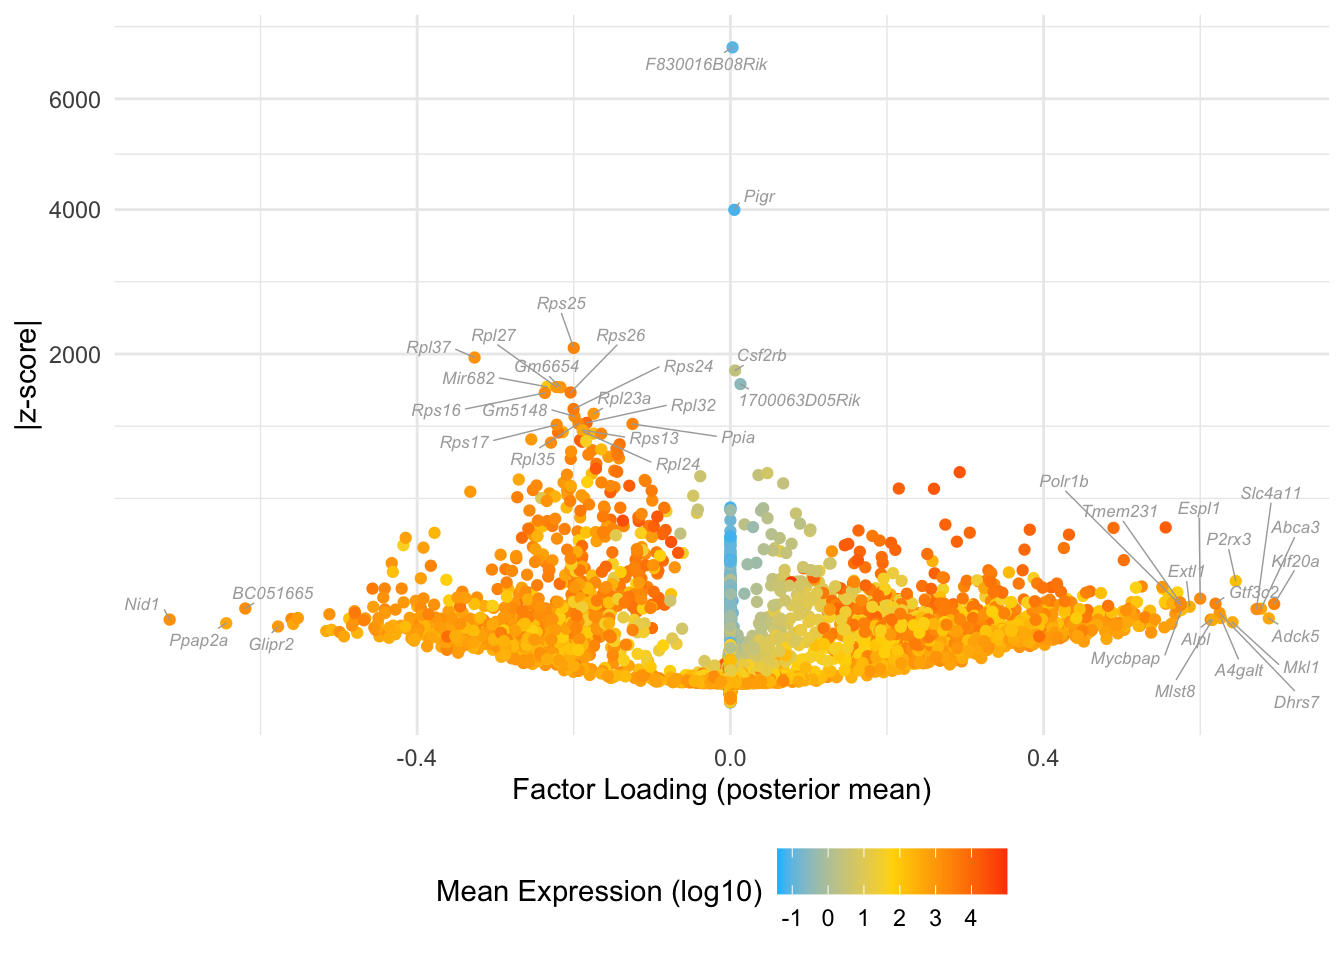 F830016B08Rik
6000
Pigr
4000
Rps25
Rpl27
Rps26
Rpl37
2000
Csf2rb
Gm6654
Rps24
Mir682
1700063D05Rik
Rpl23a
Rps16
Gm5148
Rpl32
Rps17
Rps13
Ppia
Rpl35
Rpl24
|z-score|
Polr1b
Slc4a11
Tmem231
Espl1
Abca3
P2rx3
Klf20a
Extl1
BC051665
Gtf3c2
Nid1
Ppap2a
Glipr2
Alpl
Adck5
Mycbpap
A4galt
Mkl1
Mlst8
Dhrs7
-0.4
0.0
0.4
Factor Loading (posterior mean)
Mean Expression (log10)
-1
0
1
2
3
4